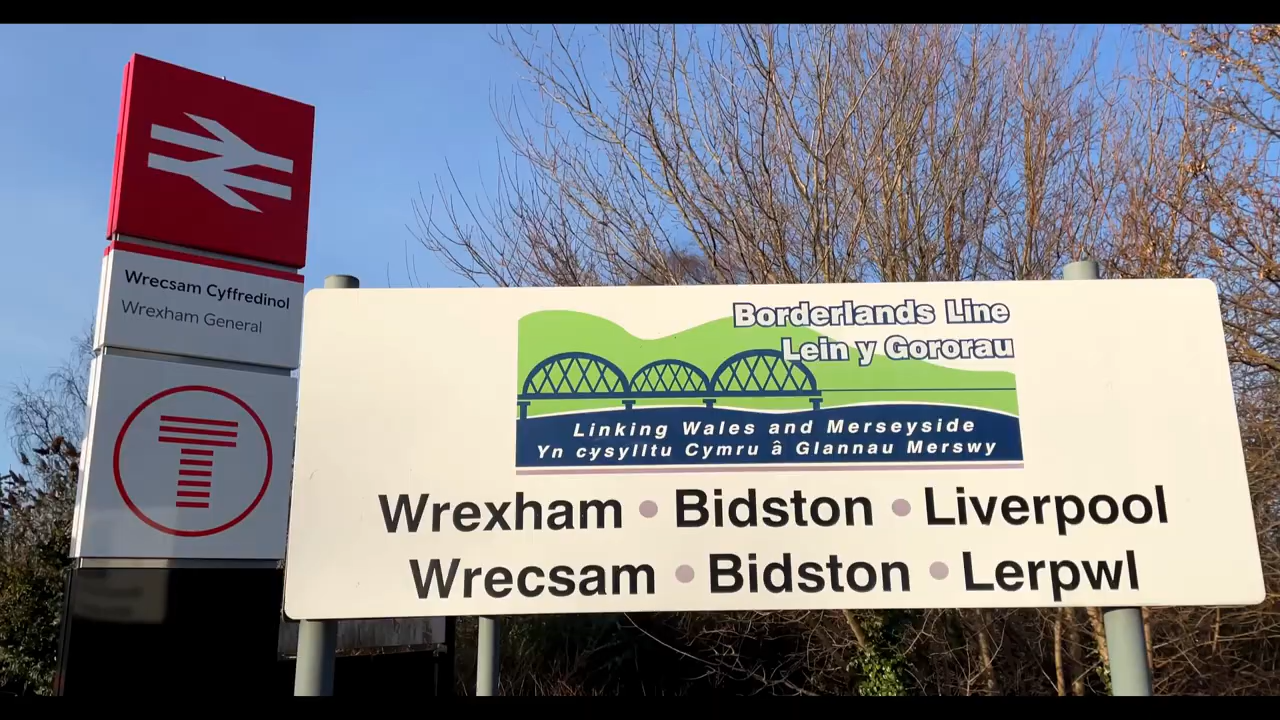 Wrecsam Cyffredinol
Wrexham General
T
Borderlands Line
Lein y Gororau
Linking Wales and Merseyside
Yn cysylltu Cymru â Glannau Merswy
Wrexham • Bidston • Liverpool
Wrecsam • Bidston • Lerpwl